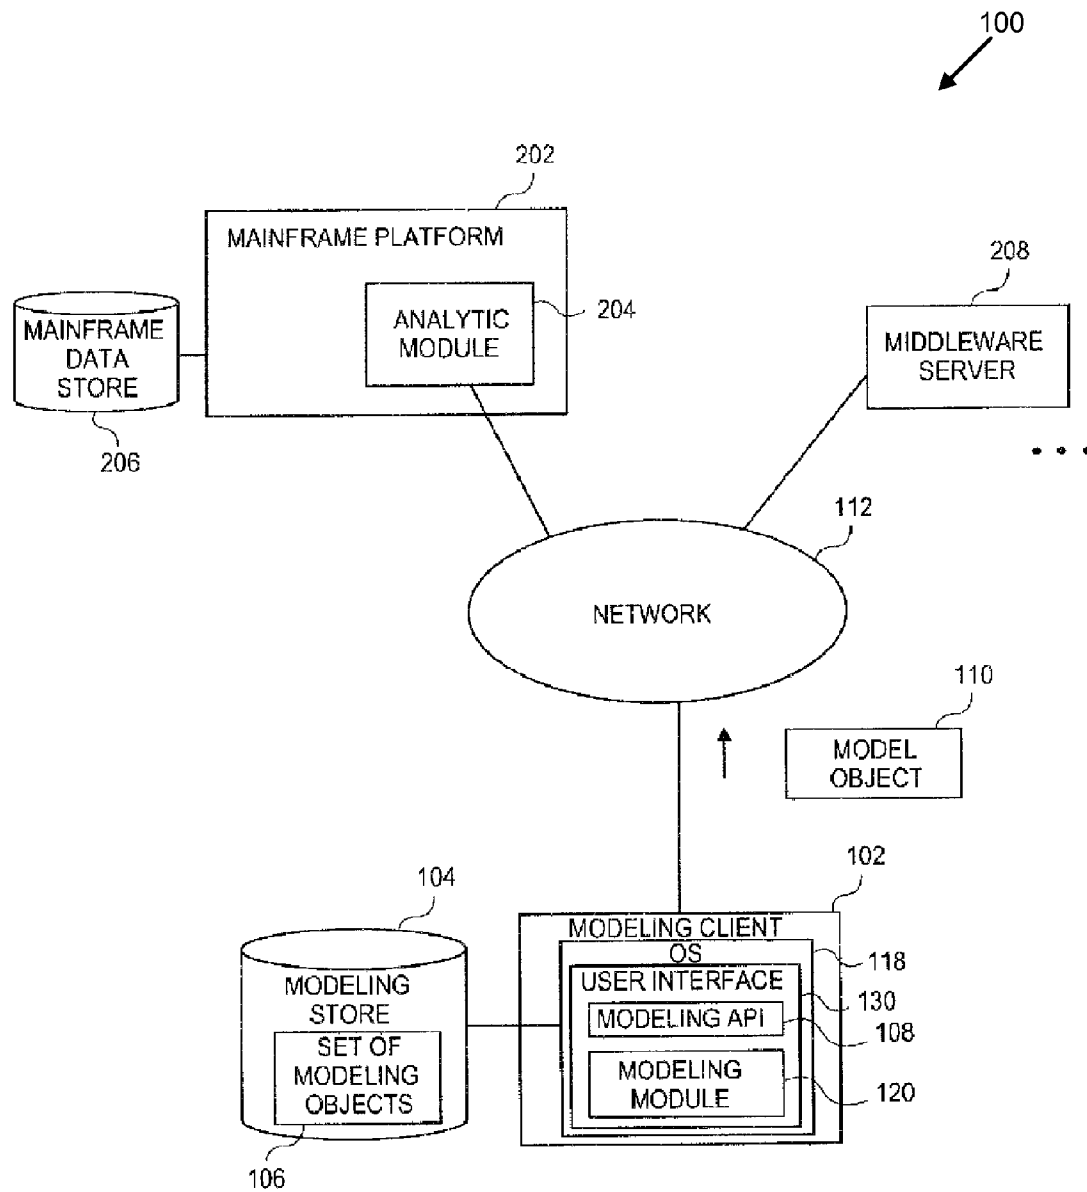 100
202
MAINFRAME PLATFORM
208
ANALYTIC
MODULE
204
MAINFRAME
DATA
STORE
MIDDLEWARE
SERVER
206
112
NETWORK
110
MODEL
OBJECT
102
104
MODELING CLIENT
OS
118
USER INTERFACE
130
MODELING API
108
MODELING
STORE
SET OF
MODELING
OBJECTS
MODELING
MODULE
120
106